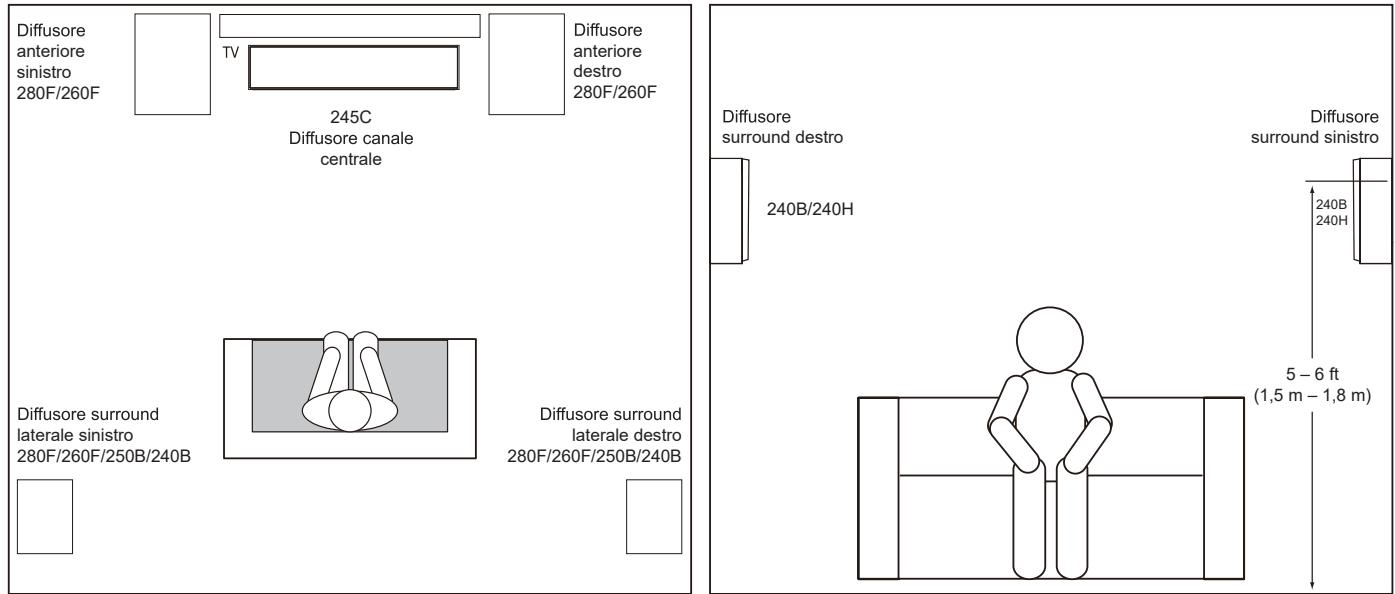 Diffusore
anteriore
sinistro
280F/260F
TV
Diffusore
anteriore
destro
280F/260F
245C
Diffusore canale
centrale
Diffusore surround
laterale sinistro
280F/260F/250B/240B
Diffusore surround
laterale destro
280F/260F/250B/240B
Diffusore
surround destro
240B/240H
Diffusore
surround sinistro
240B
240H
5 – 6 ft
(1,5 m – 1,8 m)